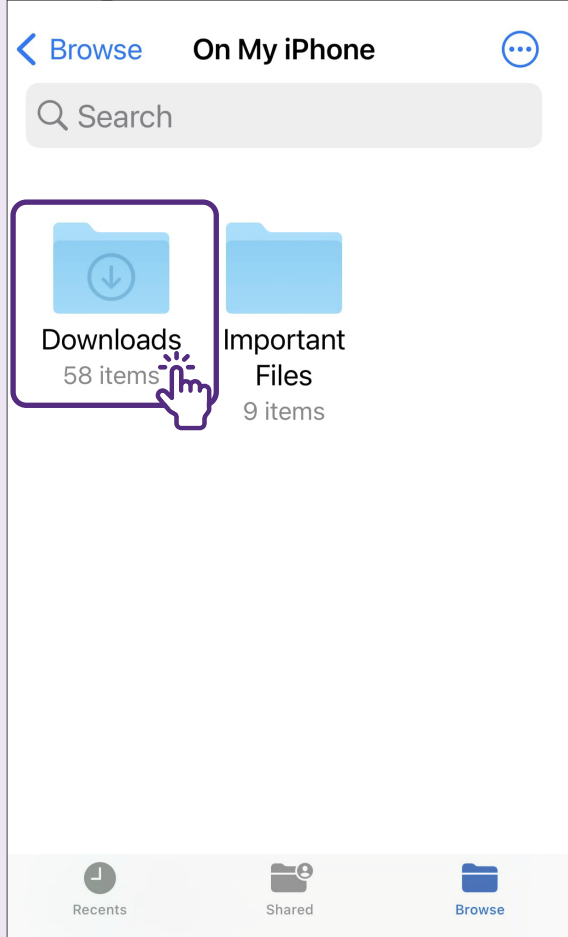 Browse
On My iPhone
Search
Downloads
58 items
Important
Files
9 items
Recents
Shared
Browse